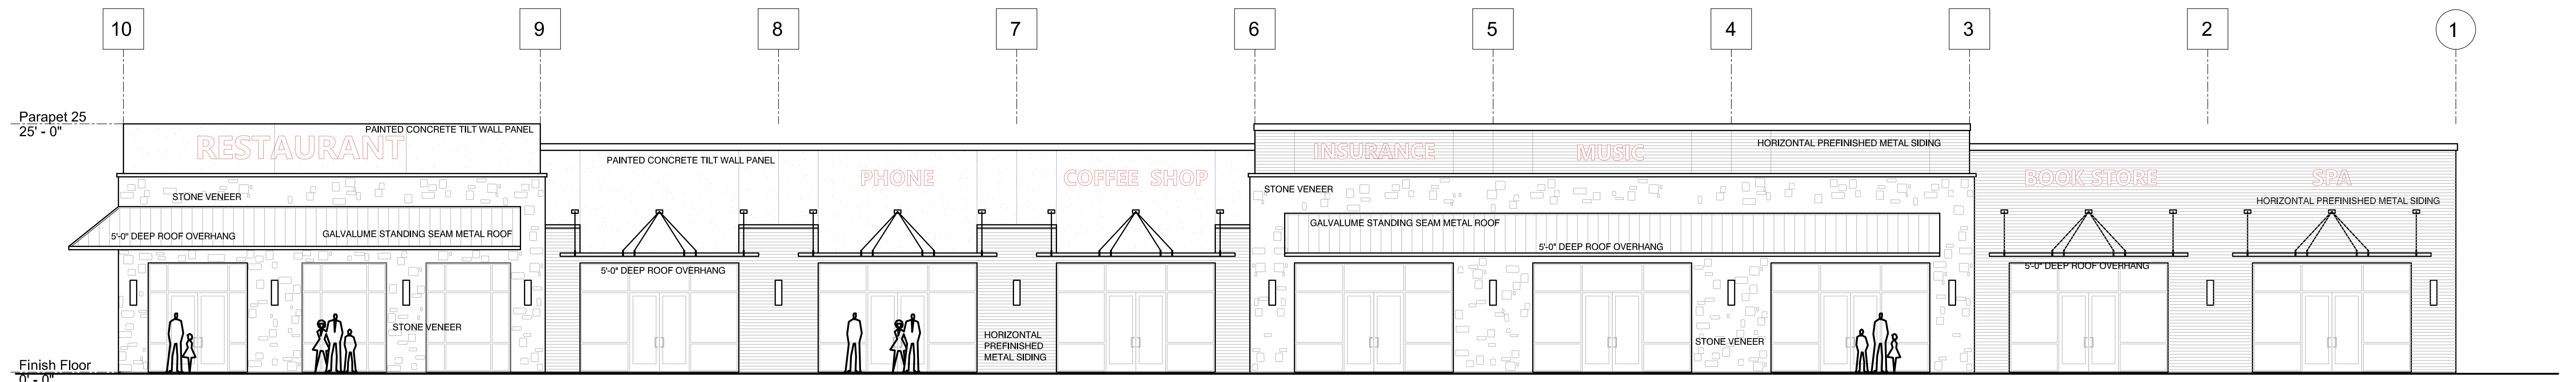 10 9 8 7 6 5 4 3 2 1
Parapet 25
25' - 0"
PAINTED CONCRETE TILT WALL PANEL
RESTAURANT
STONE VENEER
5'-0" DEEP ROOF OVERHANG
GALVALUME STANDING SEAM METAL ROOF
STONE VENEER
PAINTED CONCRETE TILT WALL PANEL
PHONE
COFFEE SHOP
5'-0" DEEP ROOF OVERHANG
HORIZONTAL
PREFINISHED
METAL SIDING
INSURANCE
MUSIC
HORIZONTAL PREFINISHED METAL SIDING
STONE VENEER
GALVALUME STANDING SEAM METAL ROOF
5'-0" DEEP ROOF OVERHANG
STONE VENEER
BOOK STORE
SPA
HORIZONTAL PREFINISHED METAL SIDING
5'-0" DEEP ROOF OVERHANG
Finish Floor
0' - 0"